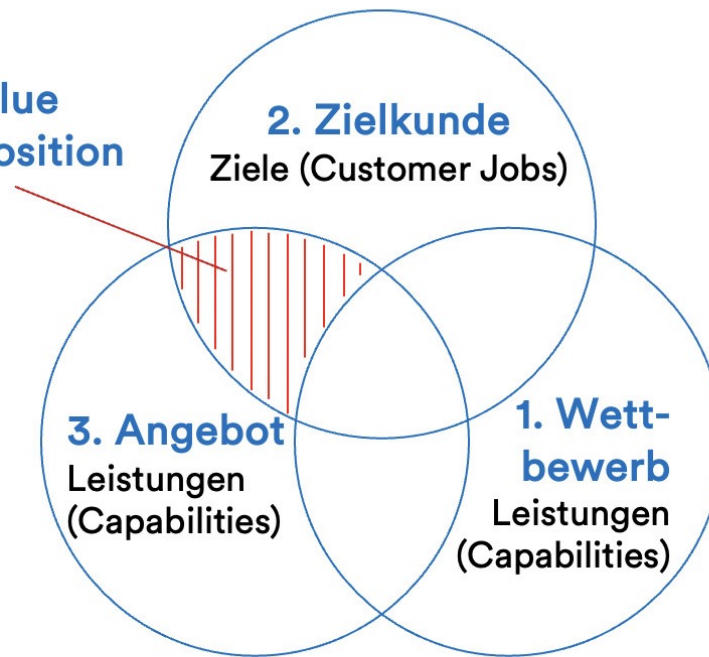 lue
osition
2. Zielkunde
Ziele (Customer Jobs)
3. Angebot
Leistungen
(Capabilities)
1. Wett-
bewerb
Leistungen
(Capabilities)